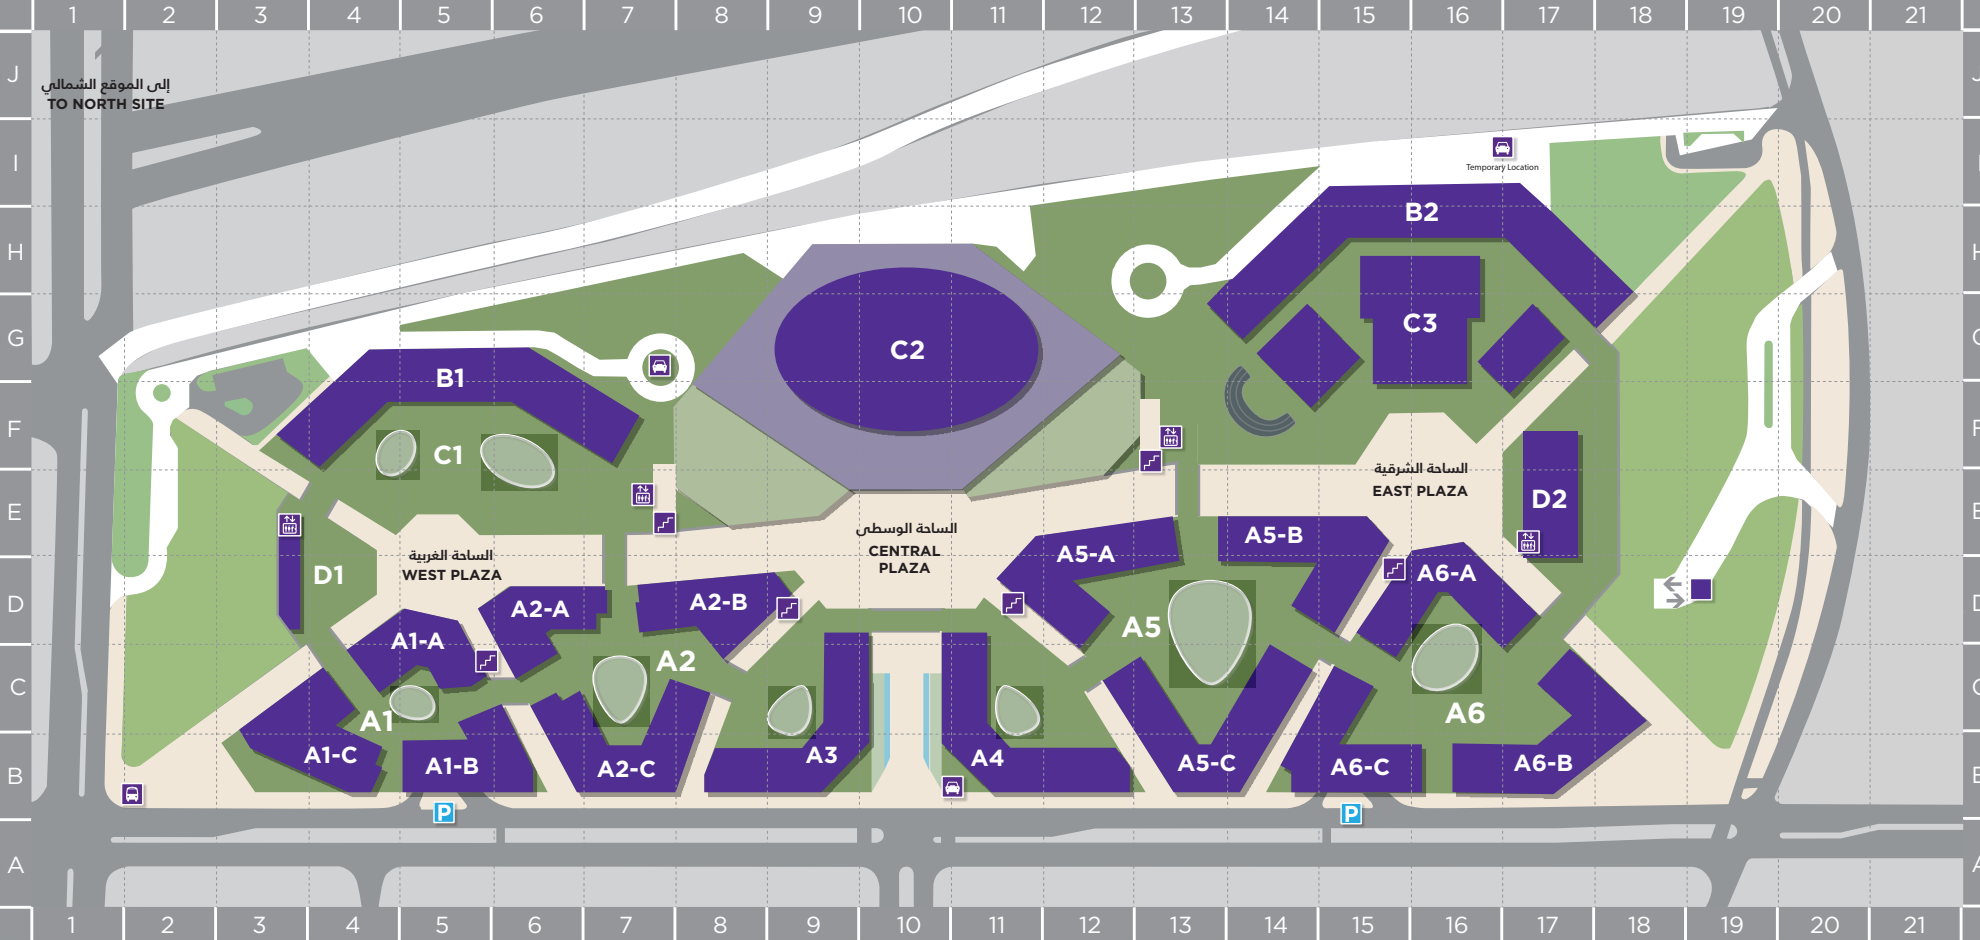 1 2 3 4 5 6 7 8 9 10 11 12 13 14 15 16 17 18 19 20 21
J
إلى الموقع الشمالي
TO NORTH SITE
I
Temporary Location
B2
H
C3
G
C2
B1
F
C1
الساحة الشرقية
EAST PLAZA
E
D2
الساحة الوسطى
CENTRAL
PLAZA
A5-B
A5-A
الساحة الغربية
WEST PLAZA
D1
A6-A
D
A2-B
A2-A
A5
A1-A
A2
C
A6
A1
A1-C
A3
A4
A1-B
A2-C
A5-C
A6-C
A6-B
B
P
P
A
1 2 3 4 5 6 7 8 9 10 11 12 13 14 15 16 17 18 19 20 21